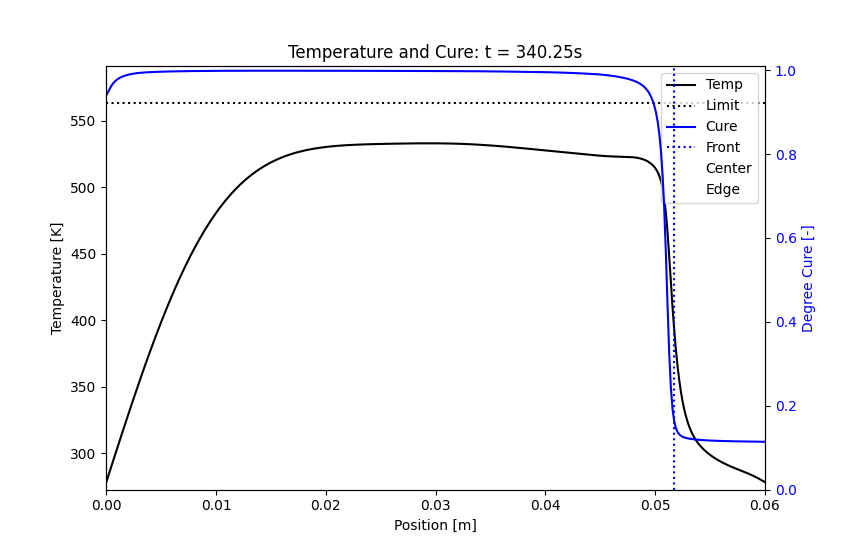 Temperature and Cure: t = 340.25s
Temp
Limit
Cure
Front
Center
Edge
550
500
450
400
350
300
Temperature [K]
1.0
0.8
0.6
0.4
0.2
0.0
Degree Cure [-]
0.00 0.01 0.02 0.03 0.04 0.05 0.06
Position [m]